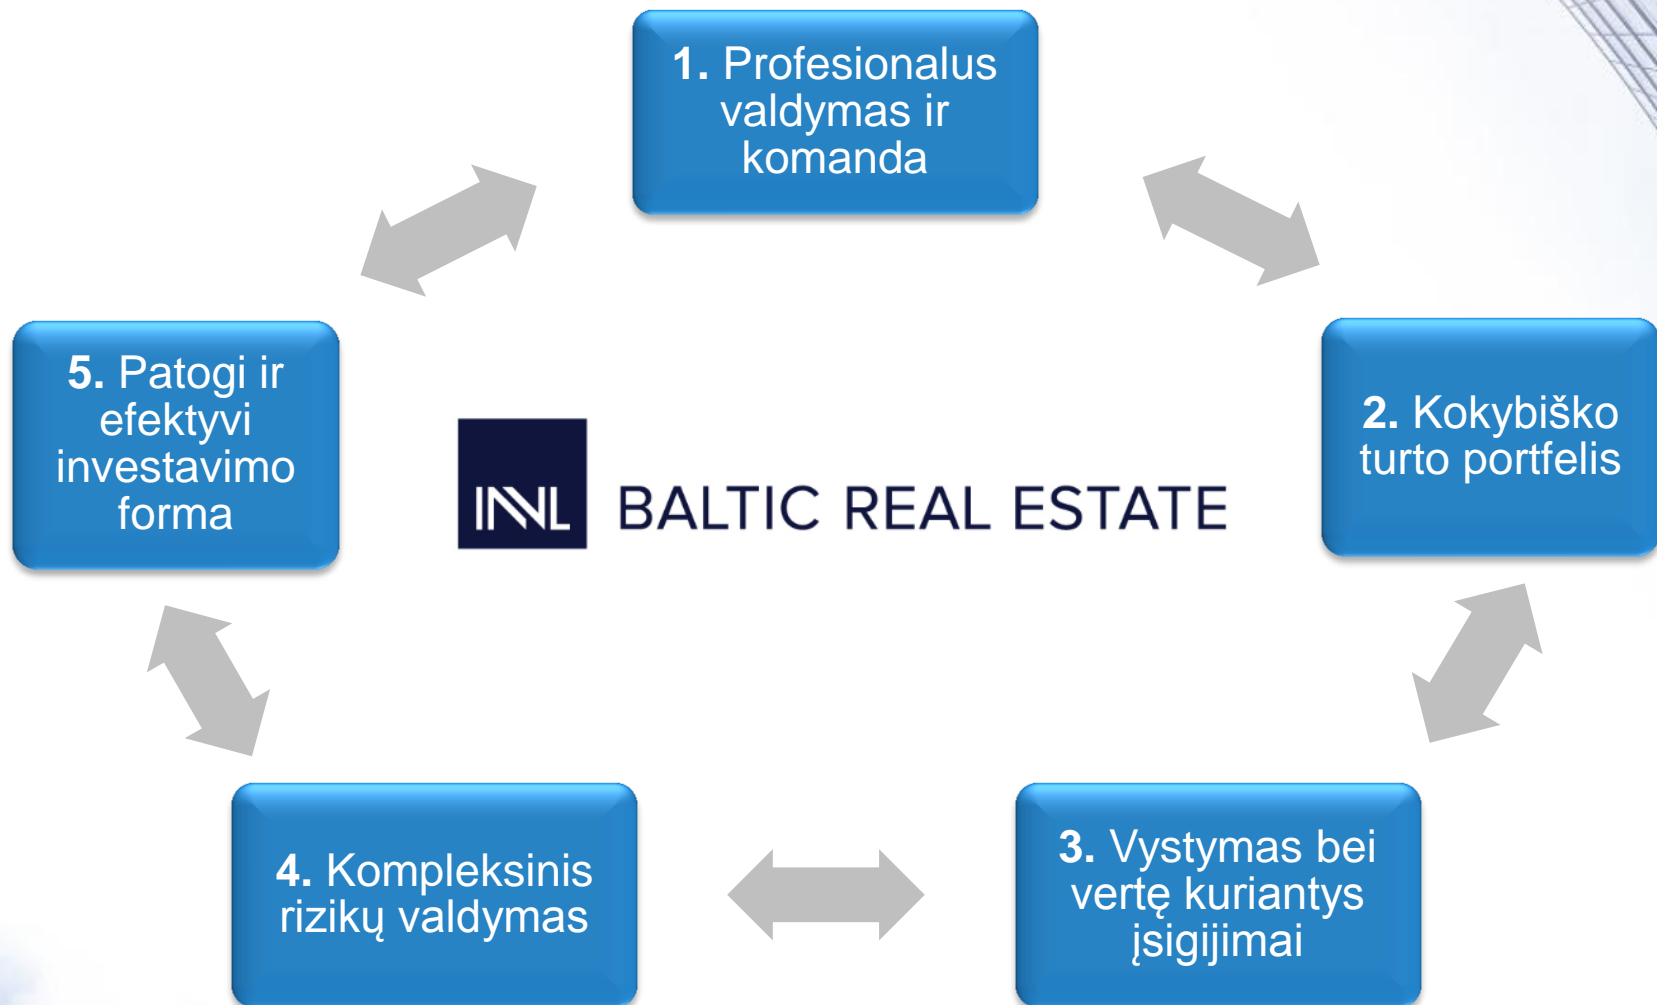 1. Profesionalus
valdymas ir
komanda
5. Patogi ir
efektyvi
investavimo
forma
2. Kokybiško
turto portfelis
INVL
BALTIC REAL ESTATE
4. Kompleksinis
rizikų valdymas
3. Vystymas bei
vertę kuriantys
įsigijimai